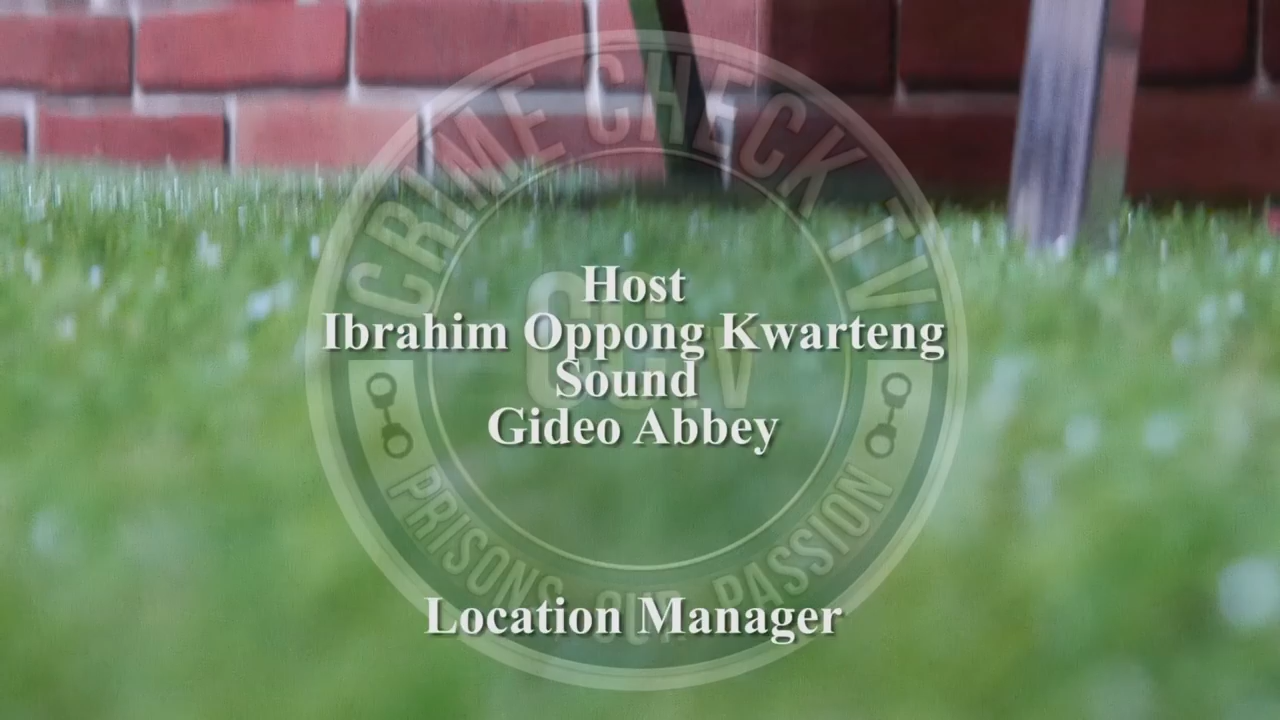 CRIME CHECK TV
CCTV
Host
Ibrahim Oppong Kwarteng
Sound
Gideo Abbey
PRISONS OUR PASSION
Location Manager